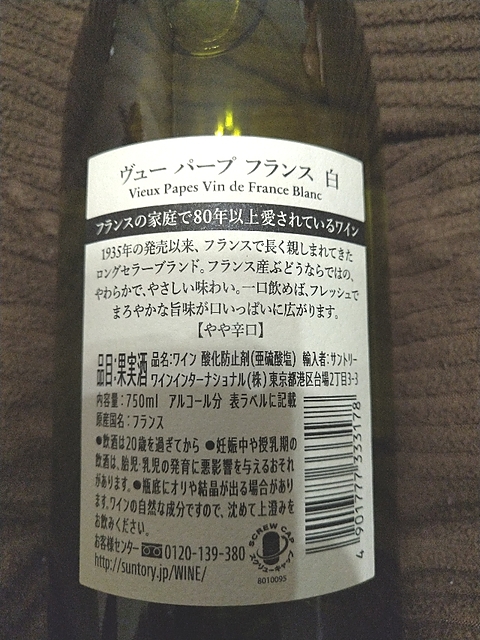 ヴュー パープ フランス 白
Vieux Papes Vin de France Blanc
フランスの家庭で80年以上愛されているワイン
1935年の発売以来、フランスで長く親しまれてきた
ロングセラーブランド。フランス産ぶどうならではの、
やわらかで、やさしい味わい。一口飲めば、フレッシュで
まろやかな旨味が口いっぱいに広がります。
【やや辛口】
品目:果実酒 品名:ワイン 酸化防止剤(亜硫酸塩) 輸入者:サントリー
ワインインターナショナル(株) 東京都港区台場2丁目3-3
内容量:750ml アルコール分 表ラベルに記載
原産国名:フランス
●飲酒は20歳を過ぎてから ●妊娠中や授乳期の
飲酒は、胎児・乳児の発育に悪影響を与えるおそれ
があります。●瓶底にオリや結晶が出る場合があり
ます。ワインの自然な成分ですので、沈めて上澄みを
お飲みください。
お客様センター 0120-139-380
http://suntory.jp/WINE/
SCREW CAP
スクリューキャップ
8010095
4 901777 333178